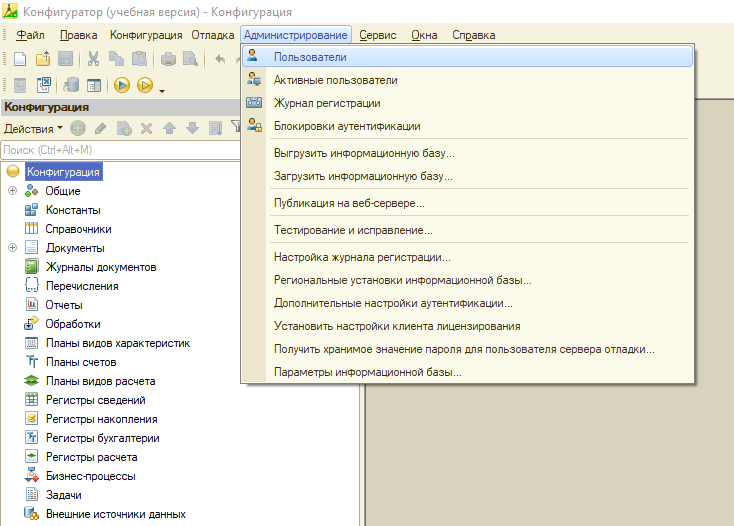 Конфигуратор (учебная версия) - Конфигурация
Файл Правка Конфигурация Отладка Администрирование Сервис Окна Справка
Пользователи
Активные пользователи
Журнал регистрации
Блокировки аутентификации
Выгрузить информационную базу...
Загрузить информационную базу...
Публикация на веб-сервере...
Тестирование и исправление...
Настройка журнала регистрации...
Региональные установки информационной базы...
Дополнительные настройки аутентификации...
Установить настройки клиента лицензирования
Получить хранимое значение пароля для пользователя сервера отладки...
Параметры информационной базы...
Конфигурация
Действия
Поиск (Ctrl+Alt+M)
Конфигурация
Общие
Константы
Справочники
Документы
Журналы документов
Перечисления
Отчеты
Обработки
Планы видов характеристик
Планы счетов
Планы видов расчета
Регистры сведений
Регистры накопления
Регистры бухгалтерии
Регистры расчета
Бизнес-процессы
Задачи
Внешние источники данных